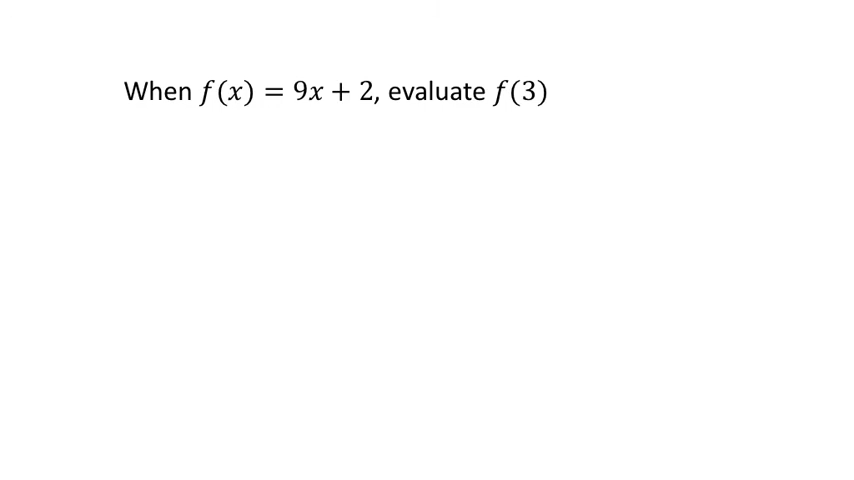 When f(x) = 9x + 2, evaluate f(3)